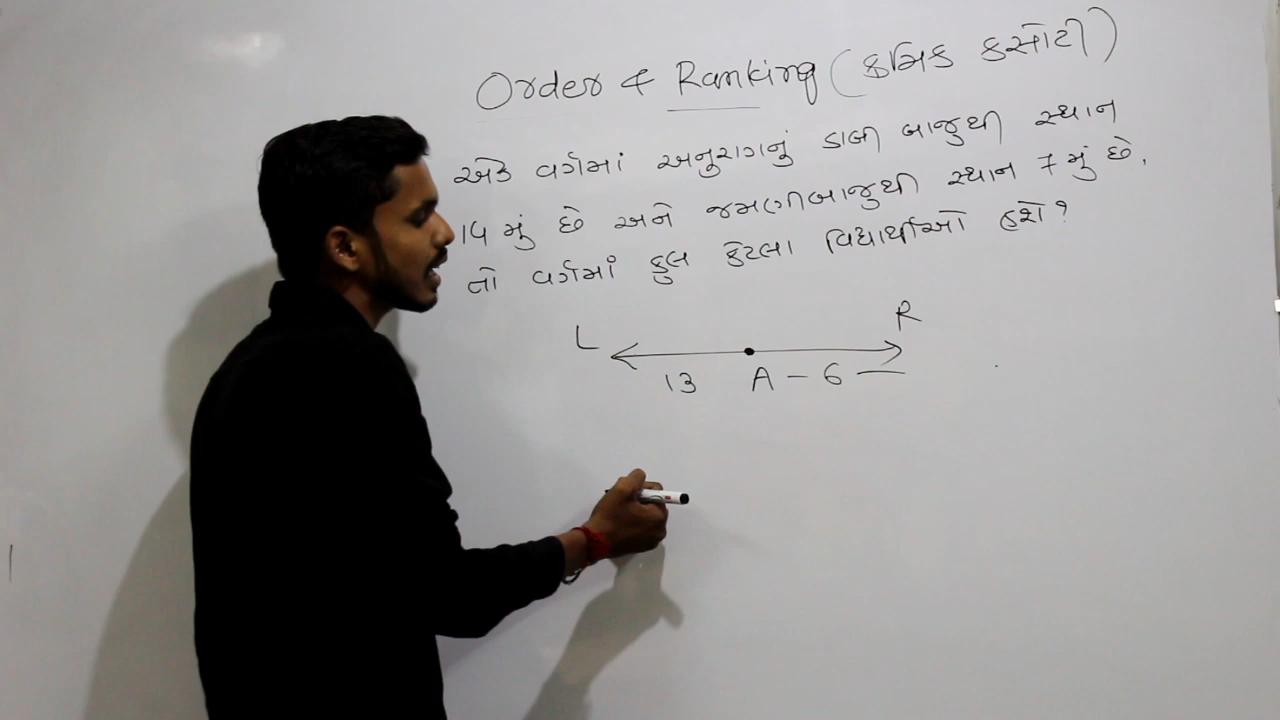 Order & Ranking (ક્રમિક કસોટી)
એક વર્ગમાં અનુરાગનું ડાબી બાજુથી સ્થાન
14 મું છે અને જમણીબાજુથી સ્થાન 7 મું છે.
તો વર્ગમાં કુલ કેટલા વિદ્યાર્થીઓ હશે?
L R
13 A - 6 —